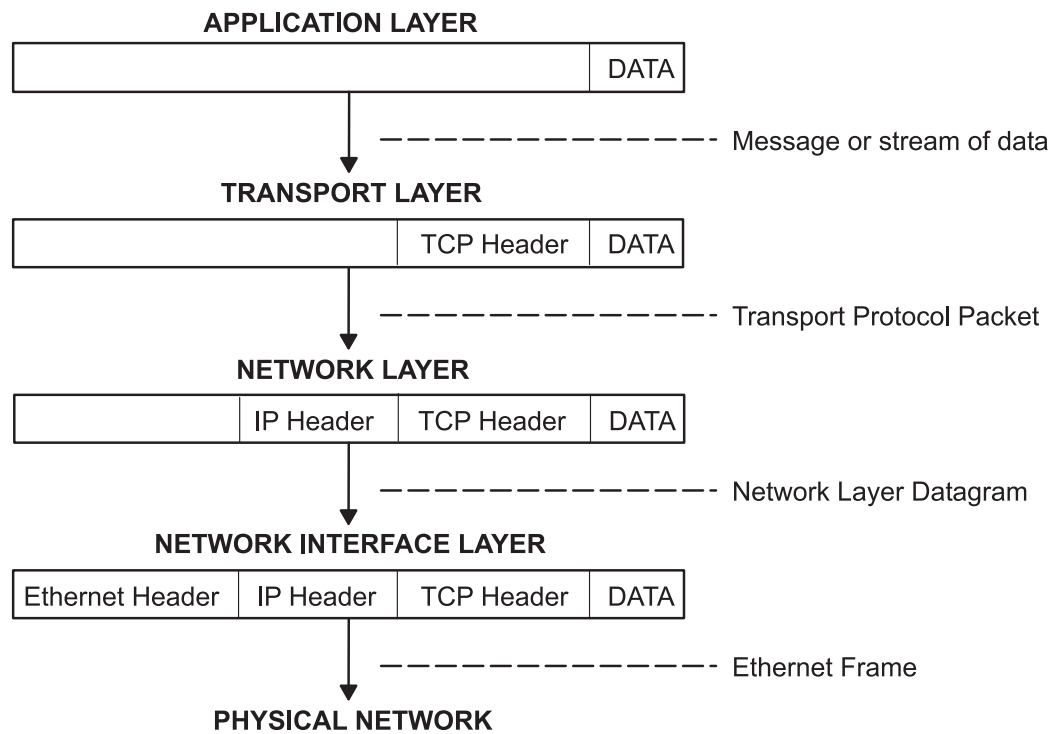 APPLICATION LAYER
DATA
Message or stream of data
TRANSPORT LAYER
TCP Header DATA
Transport Protocol Packet
NETWORK LAYER
IP Header TCP Header DATA
Network Layer Datagram
NETWORK INTERFACE LAYER
Ethernet Header IP Header TCP Header DATA
Ethernet Frame
PHYSICAL NETWORK